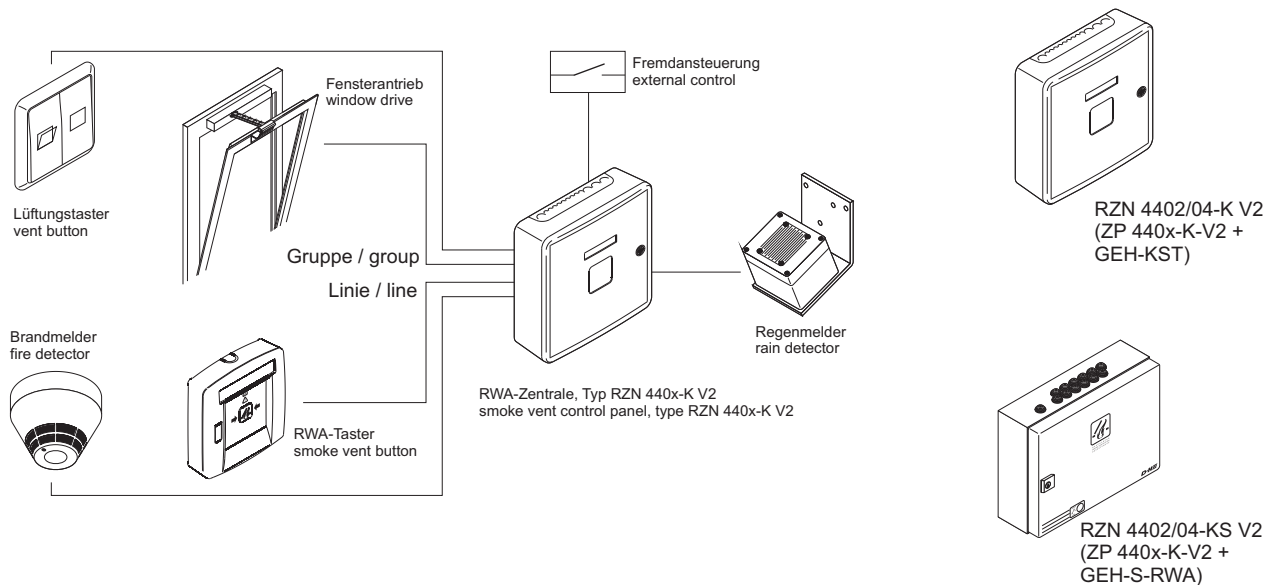 Fremdansteuerung
external control
Fensterantrieb
window drive
Lüftungstaster
vent button
RZN 4402/04-K V2
(ZP 440x-K-V2 +
GEH-KST)
Gruppe / group
Linie / line
Brandmelder
fire detector
Regenmelder
rain detector
RWA-Zentrale, Typ RZN 440x-K V2
smoke vent control panel, type RZN 440x-K V2
RWA-Taster
smoke vent button
D+H
RZN 4402/04-KS V2
(ZP 440x-K-V2 +
GEH-S-RWA)